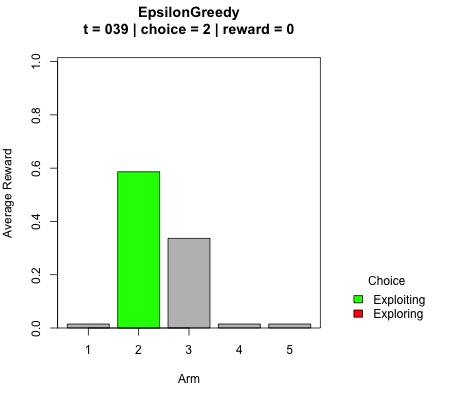 EpsilonGreedy
t = 039 | choice = 2 | reward = 0
Average Reward
1.0
0.8
0.6
0.4
0.2
0.0
1 2 3 4 5
Arm
Choice
Exploiting
Exploring